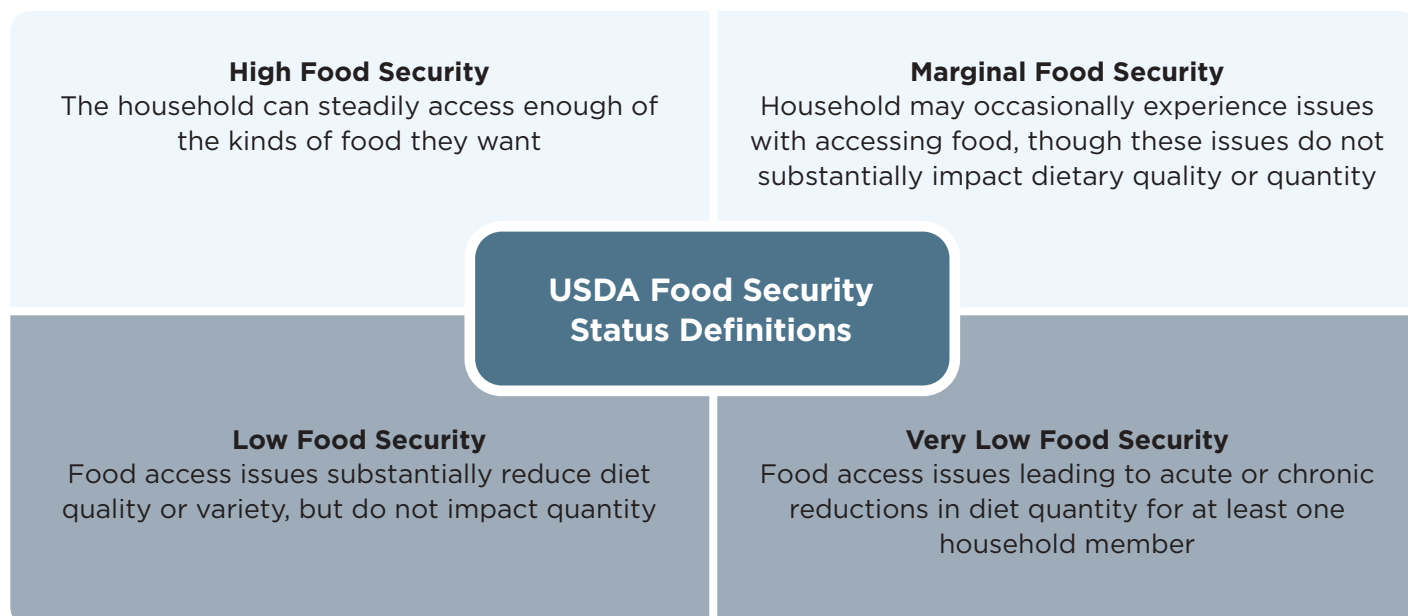 High Food Security
The household can steadily access enough of
the kinds of food they want
Marginal Food Security
Household may occasionally experience issues
with accessing food, though these issues do not
substantially impact dietary quality or quantity
USDA Food Security
Status Definitions
Low Food Security
Food access issues substantially reduce diet
quality or variety, but do not impact quantity
Very Low Food Security
Food access issues leading to acute or chronic
reductions in diet quantity for at least one
household member